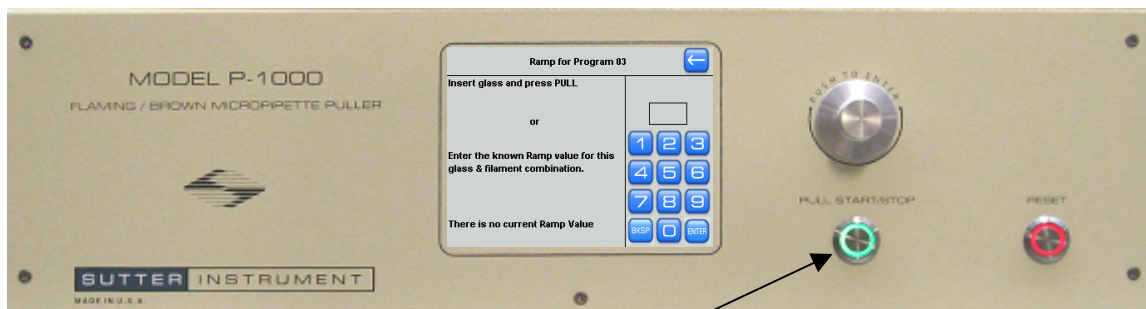 MODEL P-1000
FLAMING / BROWN MICROPIPETTE PULLER
SUTTER INSTRUMENT
MADE IN U.S.A.
Ramp for Program 03
Insert glass and press PULL
or
Enter the known Ramp value for this
glass & filament combination.
There is no current Ramp Value
1 2 3
4 5 6
7 8 9
BKSP 0 ENTER
PUSH TO ENTER
PULL START/STOP
RESET